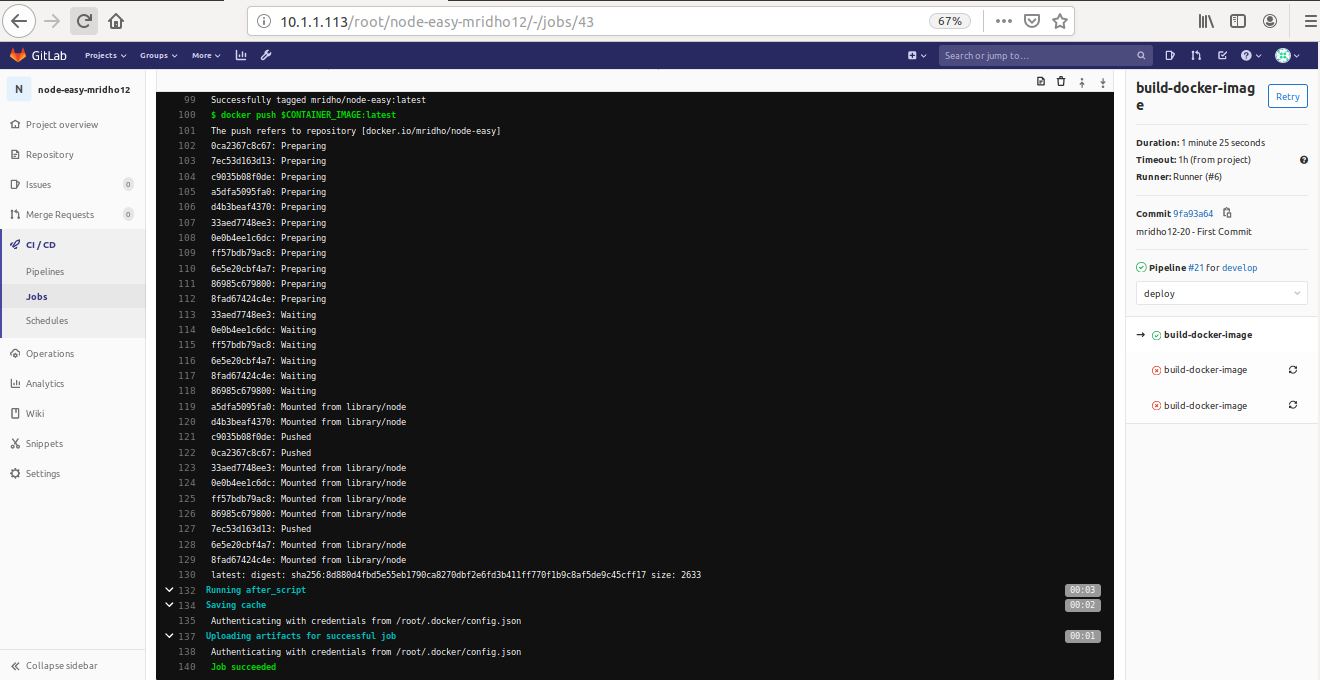 10.1.1.113/root/node-easy-mridho12/-/jobs/43
67%
GitLab
Projects
Groups
More
Search or jump to...
N
node-easy-mridho12
Project overview
Repository
Issues 0
Merge Requests 0
CI / CD
Pipelines
Jobs
Schedules
Operations
Analytics
Wiki
Snippets
Settings
Collapse sidebar
99 Successfully tagged mridho/node-easy:latest
100 $ docker push $CONTAINER_IMAGE:latest
101 The push refers to repository [docker.io/mridho/node-easy]
102 0ca2367c8c67: Preparing
103 7ec53d163d13: Preparing
104 c9035b08f0de: Preparing
105 a5dfa5095fa0: Preparing
106 d4b3beaf4370: Preparing
107 33aed7748ee3: Preparing
108 0e0b4ee1c6dc: Preparing
109 ff57bdb79ac8: Preparing
110 6e5e20cbf4a7: Preparing
111 86985c679800: Preparing
112 8fad67424c4e: Preparing
113 33aed7748ee3: Waiting
114 0e0b4ee1c6dc: Waiting
115 ff57bdb79ac8: Waiting
116 6e5e20cbf4a7: Waiting
117 8fad67424c4e: Waiting
118 86985c679800: Waiting
119 a5dfa5095fa0: Mounted from library/node
120 d4b3beaf4370: Mounted from library/node
121 c9035b08f0de: Pushed
122 0ca2367c8c67: Pushed
123 33aed7748ee3: Mounted from library/node
124 0e0b4ee1c6dc: Mounted from library/node
125 ff57bdb79ac8: Mounted from library/node
126 86985c679800: Mounted from library/node
127 7ec53d163d13: Pushed
128 6e5e20cbf4a7: Mounted from library/node
129 8fad67424c4e: Mounted from library/node
130 latest: digest: sha256:8d880d4fbd5e55eb1790ca8270dbf2e6fd3b411ff770f1b9c8af5de9c45cff17 size: 2633
132 Running after_script 00:03
134 Saving cache 00:02
135 Authenticating with credentials from /root/.docker/config.json
137 Uploading artifacts for successful job 00:01
138 Authenticating with credentials from /root/.docker/config.json
140 Job succeeded
build-docker-imag
e
Retry
Duration: 1 minute 25 seconds
Timeout: 1h (from project)
Runner: Runner (#6)
Commit 9fa93a64
mridho12-20 - First Commit
Pipeline #21 for develop
deploy
build-docker-image
build-docker-image
build-docker-image